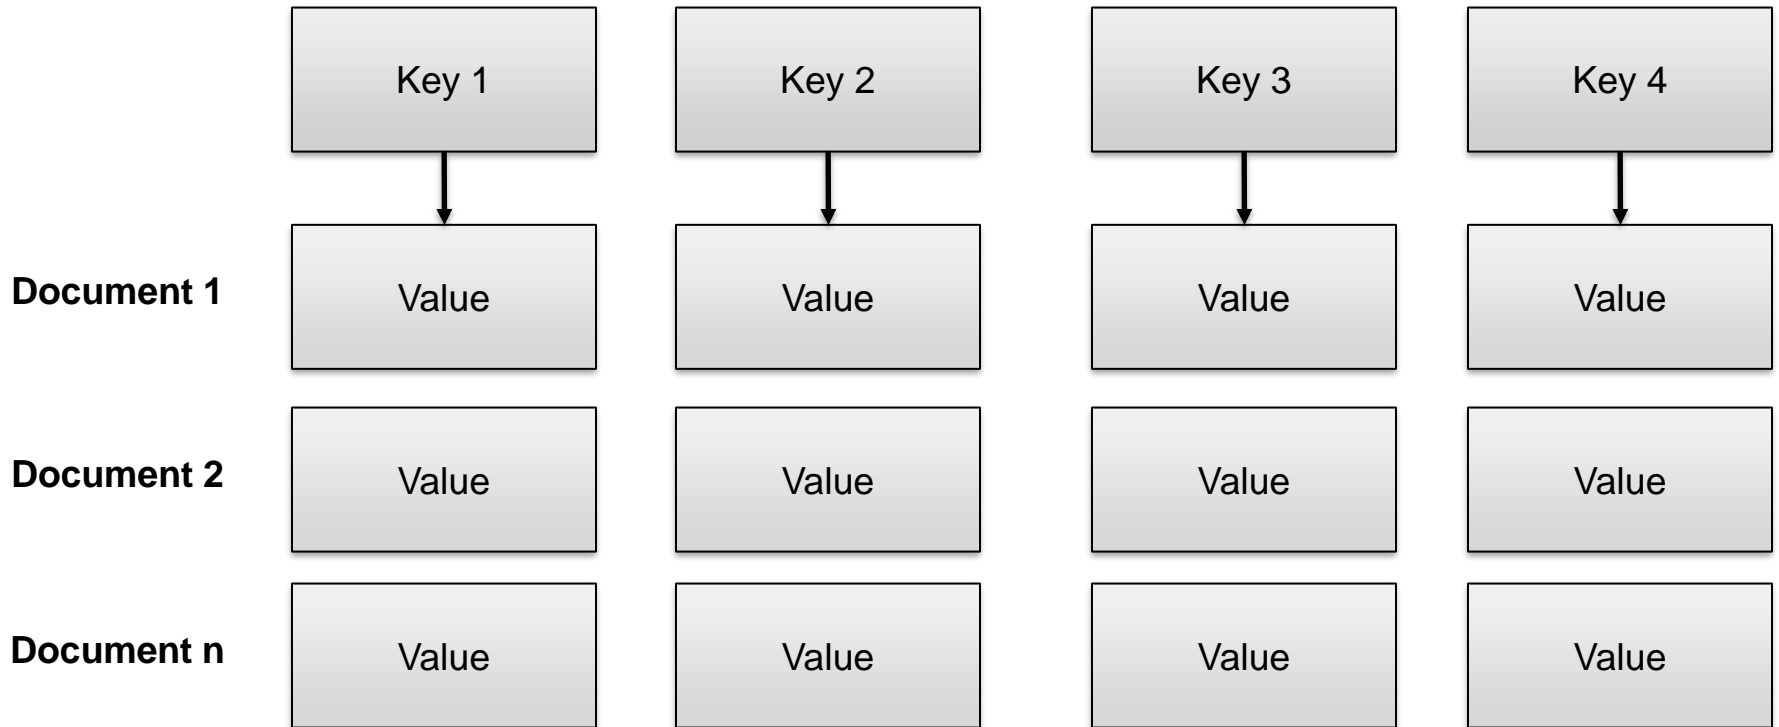 Key 1 Key 2 Key 3 Key 4
Document 1 Value Value Value Value
Document 2 Value Value Value Value
Document n Value Value Value Value